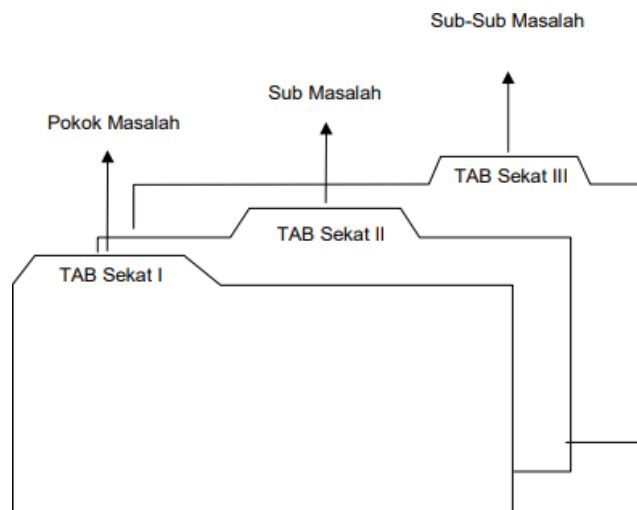 Sub-Sub Masalah
Sub Masalah
Pokok Masalah
TAB Sekat III
TAB Sekat II
TAB Sekat I